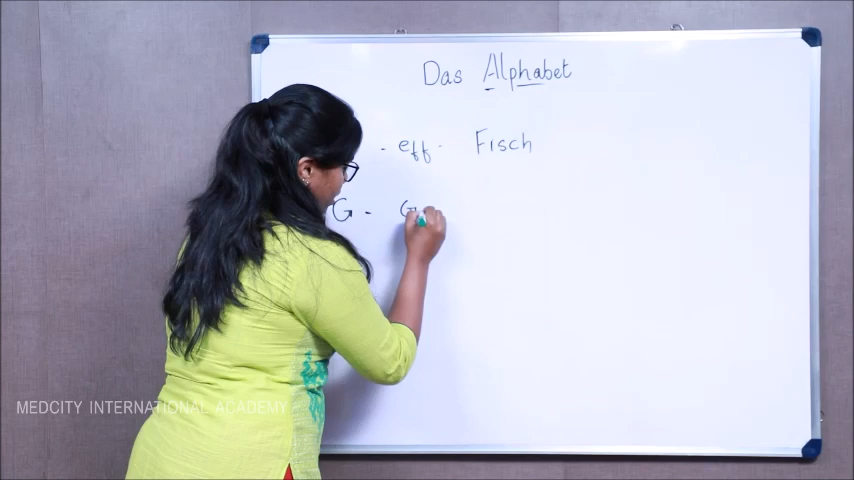 Das Alphabet
- eff - Fisch
G - G
MEDCITY INTERNATIONAL ACADEMY